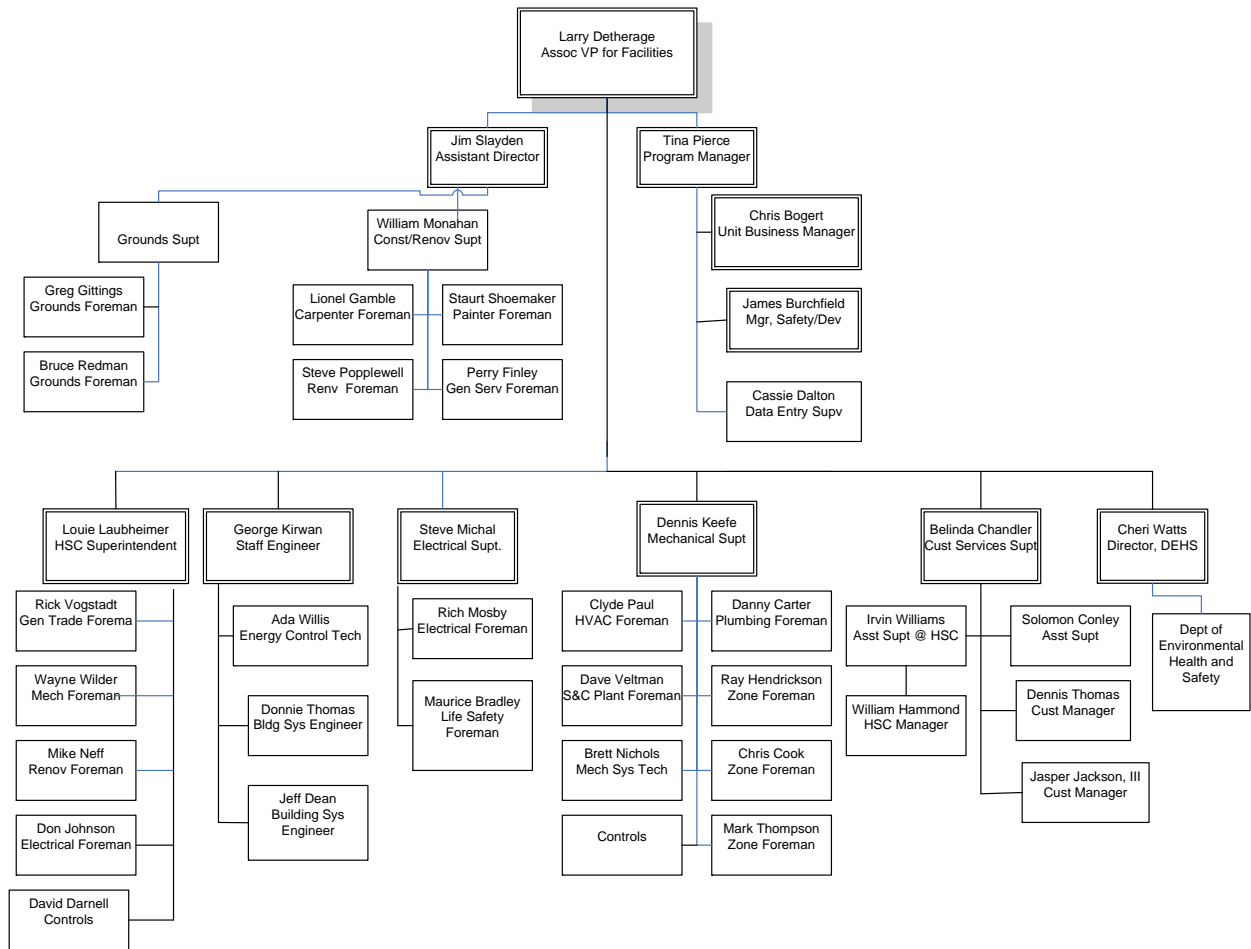 Larry Detherage
Assoc VP for Facilities
Jim Slayden
Assistant Director
Tina Pierce
Program Manager
Grounds Supt
William Monahan
Const/Renov Supt
Chris Bogert
Unit Business Manager
Greg Gittings
Grounds Foreman
Lionel Gamble
Carpenter Foreman
Staurt Shoemaker
Painter Foreman
James Burchfield
Mgr, Safety/Dev
Bruce Redman
Grounds Foreman
Steve Popplewell
Renv Foreman
Perry Finley
Gen Serv Foreman
Cassie Dalton
Data Entry Supv
Louie Laubheimer
HSC Superintendent
George Kirwan
Staff Engineer
Steve Michal
Electrical Supt.
Dennis Keefe
Mechanical Supt
Belinda Chandler
Cust Services Supt
Cheri Watts
Director, DEHS
Rick Vogstadt
Gen Trade Forema
Wayne Wilder
Mech Foreman
Mike Neff
Renov Foreman
Don Johnson
Electrical Foreman
David Darnell
Controls
Ada Willis
Energy Control Tech
Donnie Thomas
Bldg Sys Engineer
Jeff Dean
Building Sys
Engineer
Rich Mosby
Electrical Foreman
Maurice Bradley
Life Safety
Foreman
Clyde Paul
HVAC Foreman
Danny Carter
Plumbing Foreman
Dave Veltman
S&C Plant Foreman
Ray Hendrickson
Zone Foreman
Brett Nichols
Mech Sys Tech
Chris Cook
Zone Foreman
Controls
Mark Thompson
Zone Foreman
Irvin Williams
Asst Supt @ HSC
Solomon Conley
Asst Supt
William Hammond
HSC Manager
Dennis Thomas
Cust Manager
Jasper Jackson, III
Cust Manager
Dept of
Environmental
Health and
Safety